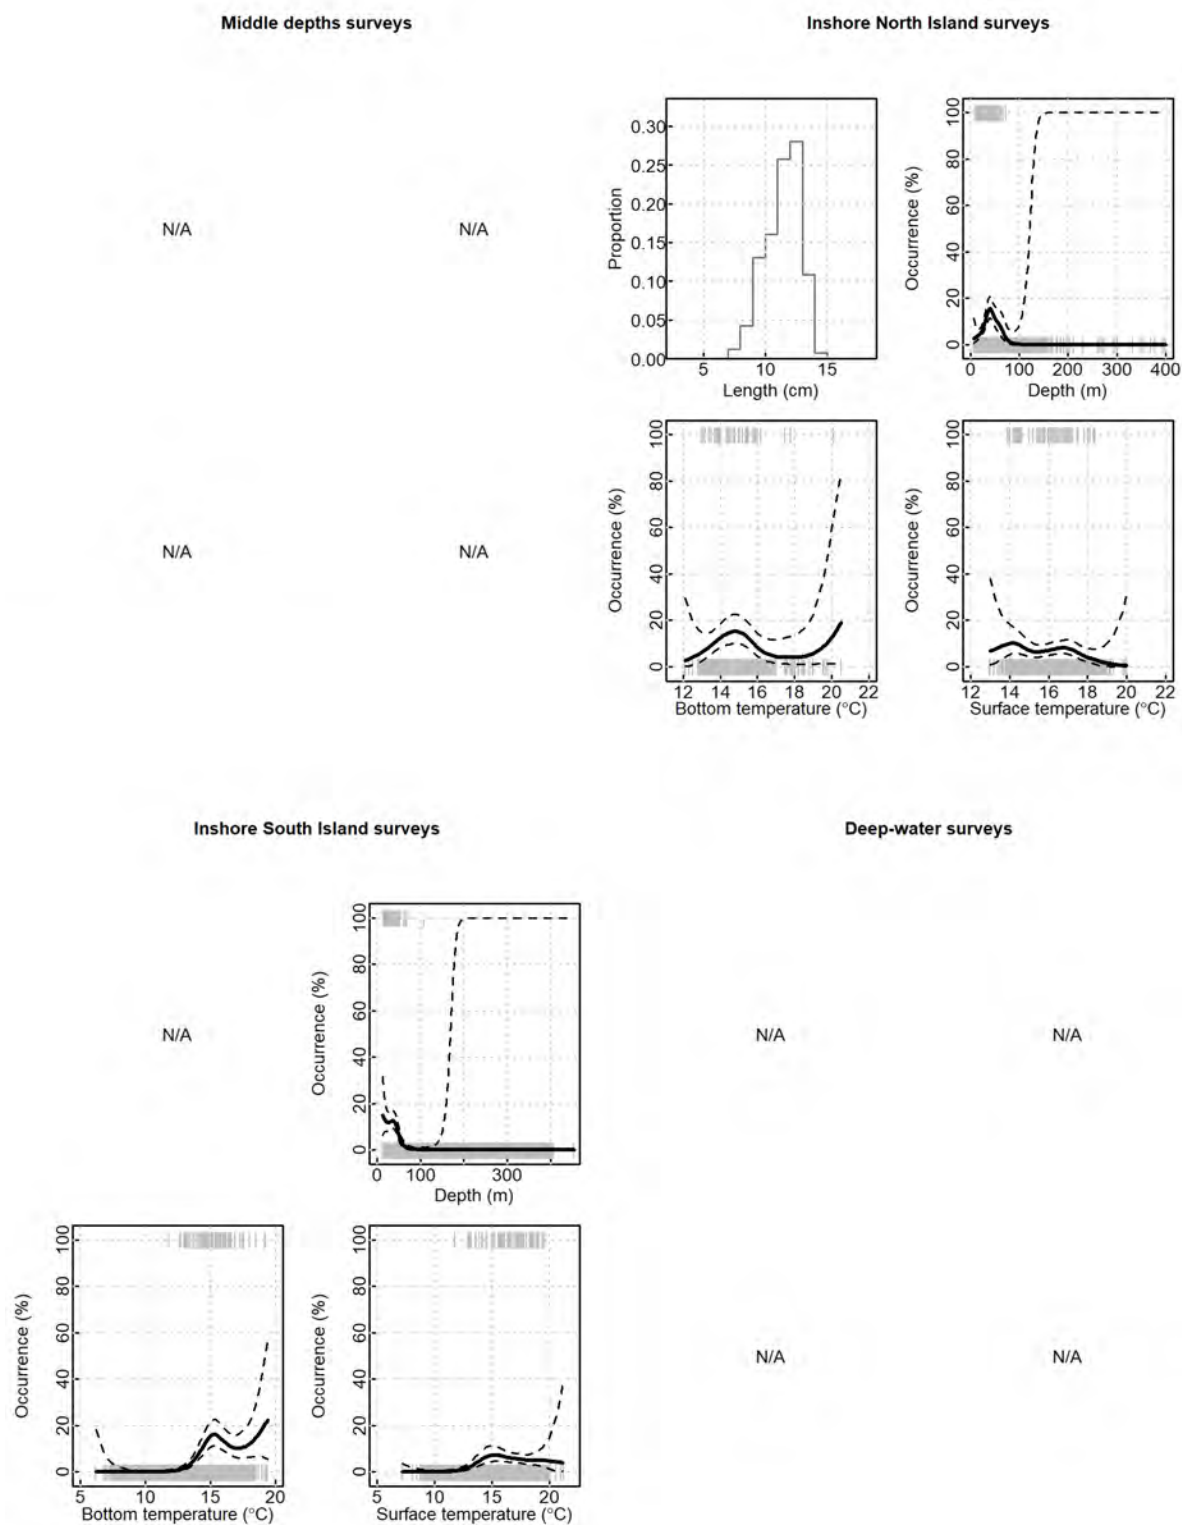 Middle depths surveys
Inshore North Island surveys
N/A
N/A
N/A
N/A
Proportion
0.00 0.05 0.10 0.15 0.20 0.25 0.30
5 10 15
Length (cm)
Occurrence (%)
0 20 40 60 80 100
0 100 200 300 400
Depth (m)
Occurrence (%)
0 20 40 60 80 100
12 14 16 18 20 22
Bottom temperature (°C)
Occurrence (%)
0 20 40 60 80 100
12 14 16 18 20 22
Surface temperature (°C)
Inshore South Island surveys
Deep-water surveys
N/A
Occurrence (%)
0 20 40 60 80 100
0 100 300
Depth (m)
N/A
N/A
Occurrence (%)
0 20 40 60 80 100
5 10 15 20
Bottom temperature (°C)
Occurrence (%)
0 20 40 60 80 100
5 10 15 20
Surface temperature (°C)
N/A
N/A